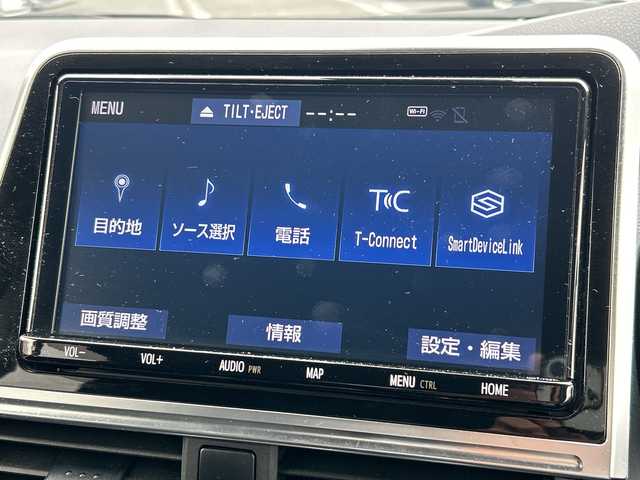 MENU
TILT・EJECT
--:--
Wi-Fi
目的地
ソース選択
電話
T((C
T-Connect
SmartDeviceLink
画質調整
情報
設定・編集
VOL−
VOL+
AUDIO PWR
MAP
MENU CTRL
HOME